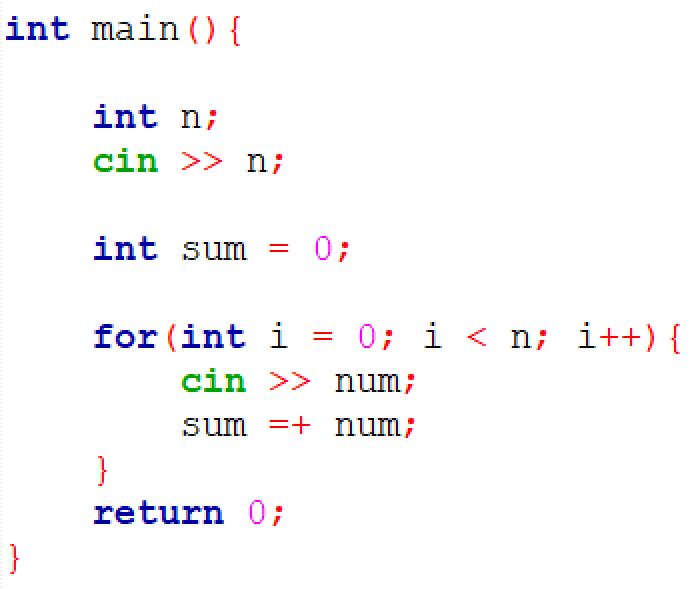 int main(){
int n;
cin >> n;
int sum = 0;
for(int i = 0; i < n; i++){
cin >> num;
sum =+ num;
}
return 0;
}